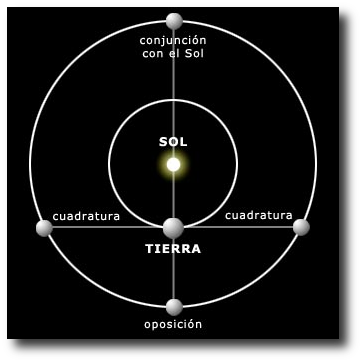 conjunción
con el Sol
SOL
cuadratura
cuadratura
TIERRA
oposición